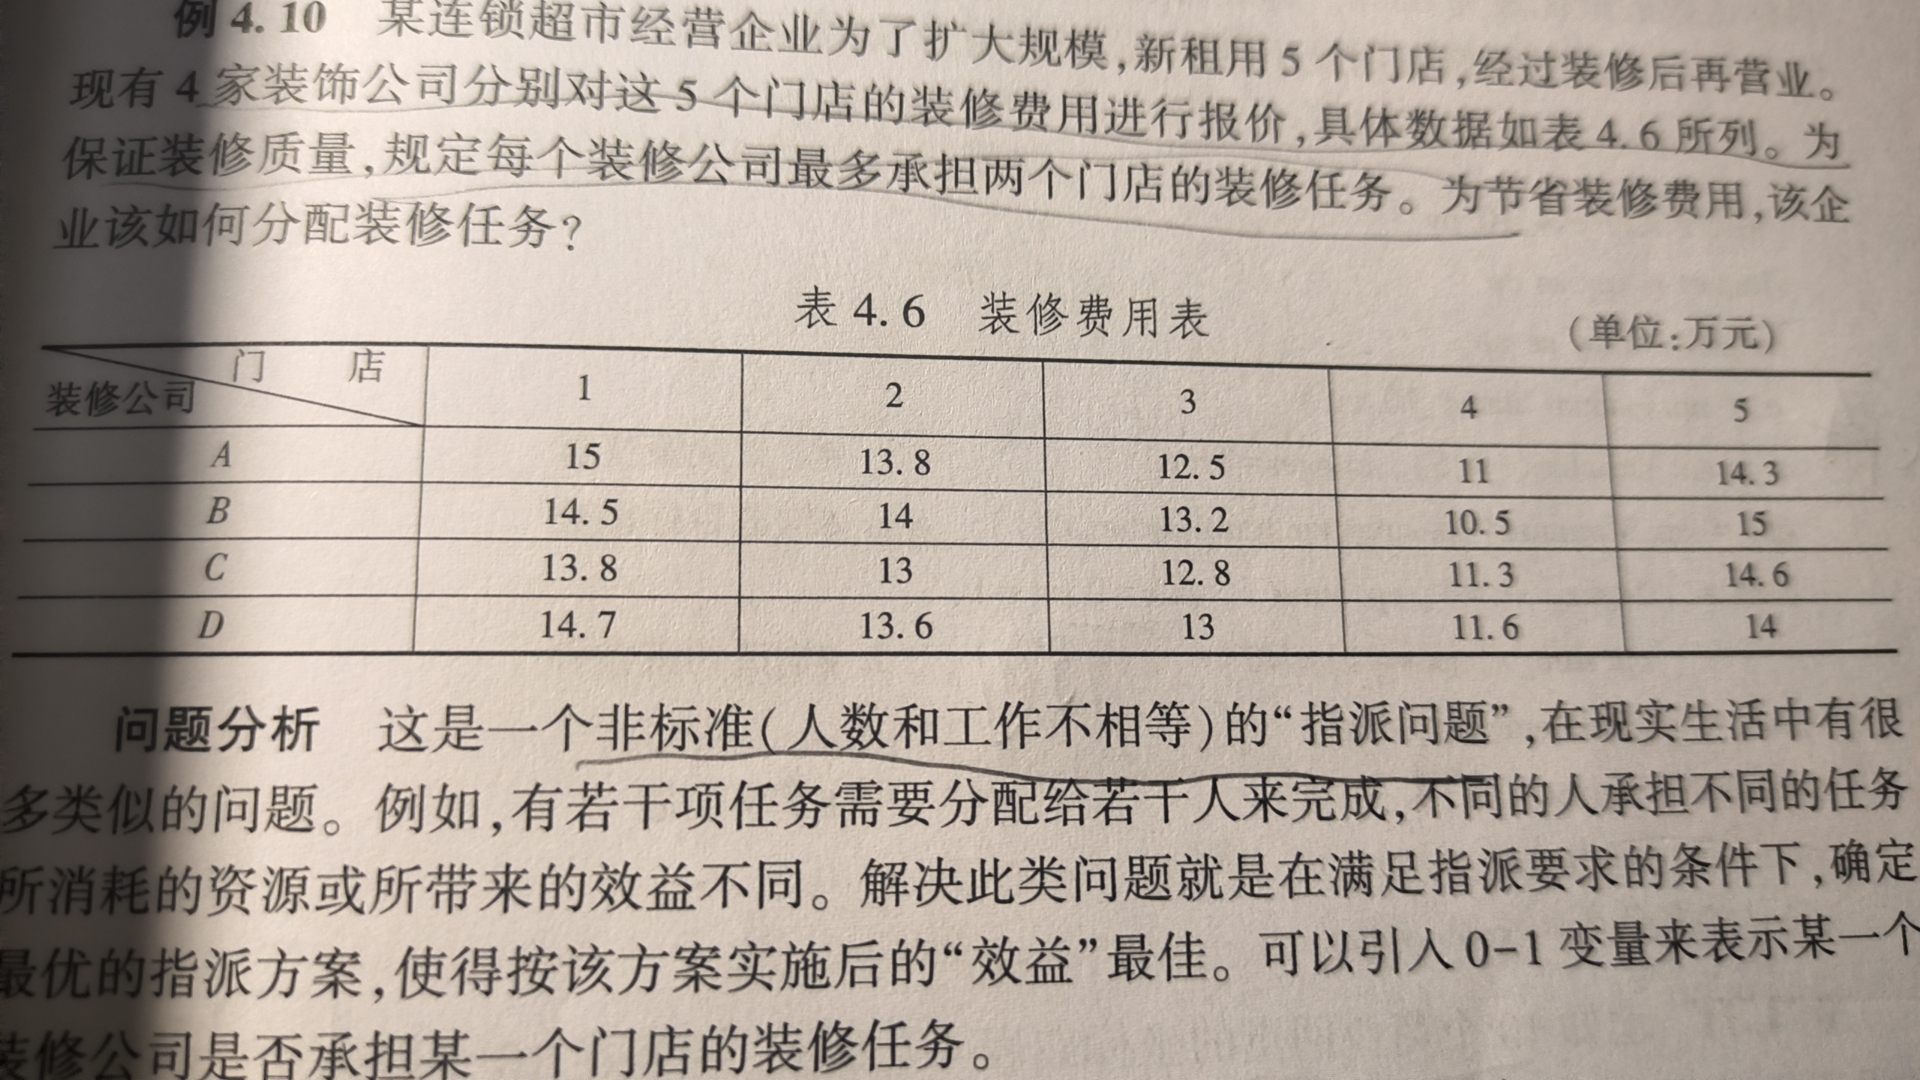 例 4.10 某连锁超市经营企业为了扩大规模,新租用 5 个门店,经过装修后再营业。
现有 4 家装饰公司分别对这 5 个门店的装修费用进行报价,具体数据如表 4.6 所列。为
保证装修质量,规定每个装修公司最多承担两个门店的装修任务。为节省装修费用,该企
业该如何分配装修任务?
表 4.6 装修费用表
(单位:万元)
门 店
装修公司 1 2 3 4 5
A 15 13.8 12.5 11 14.3
B 14.5 14 13.2 10.5 15
C 13.8 13 12.8 11.3 14.6
D 14.7 13.6 13 11.6 14
问题分析 这是一个非标准(人数和工作不相等)的“指派问题”,在现实生活中有很
多类似的问题。例如,有若干项任务需要分配给若干人来完成,不同的人承担不同的任务
所消耗的资源或所带来的效益不同。解决此类问题就是在满足指派要求的条件下,确定
最优的指派方案,使得按该方案实施后的“效益”最佳。可以引入 0-1 变量来表示某一个
装修公司是否承担某一个门店的装修任务。